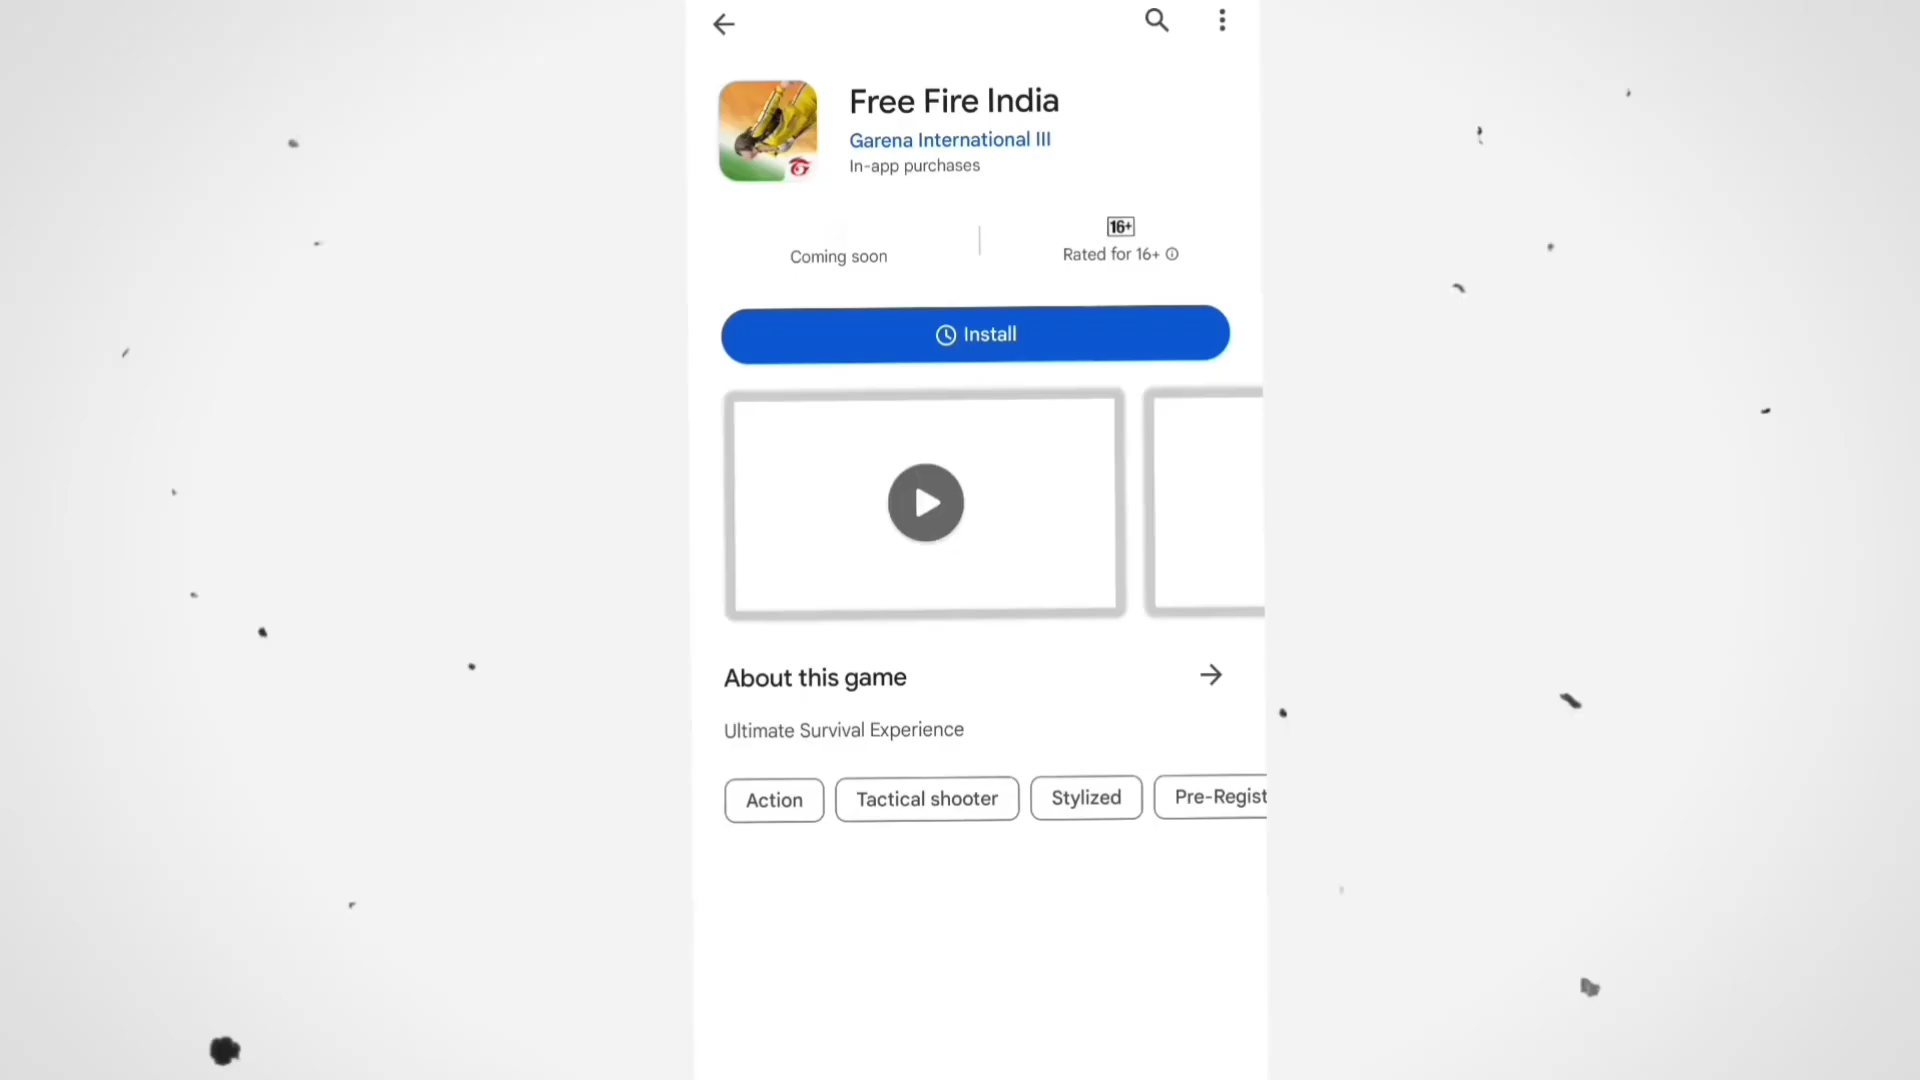 Free Fire India
Garena International III
In-app purchases
16+
Coming soon
Rated for 16+
Install
About this game
Ultimate Survival Experience
Action
Tactical shooter
Stylized
Pre-Regist